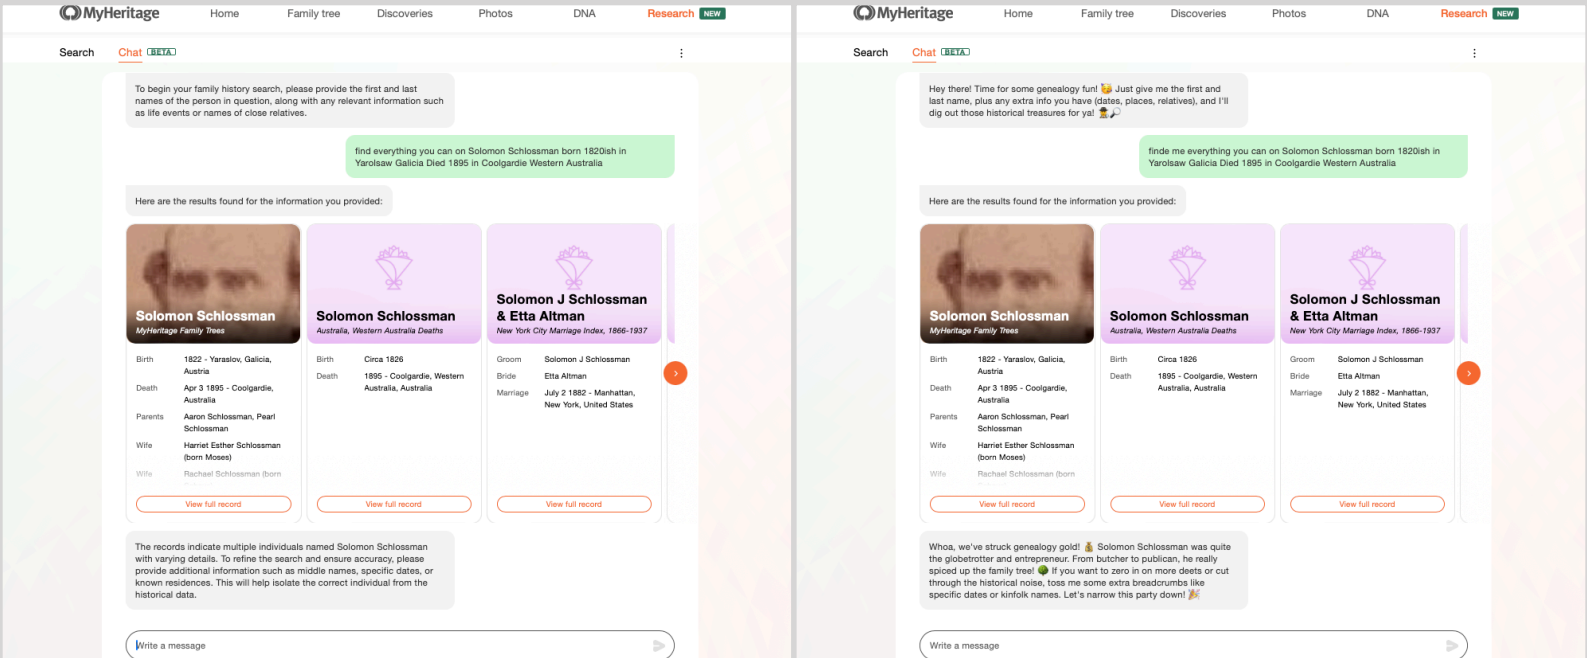 MyHeritage
Home
Family tree
Discoveries
Photos
DNA
Research NEW
Search
Chat BETA
To begin your family history search, please provide the first and last
names of the person in question, along with any relevant information such
as life events or names of close relatives.
find everything you can on Solomon Schlossman born 1820ish in
Yarolsaw Galicia Died 1895 in Coolgardie Western Australia
Here are the results found for the information you provided:
Solomon Schlossman
MyHeritage Family Trees
Birth 1822 - Yaraslov, Galicia,
Austria
Death Apr 3 1895 - Coolgardie,
Australia
Parents Aaron Schlossman, Pearl
Schlossman
Wife Harriet Esther Schlossman
(born Moses)
Wife Rachael Schlossman (born
View full record
Solomon Schlossman
Australia, Western Australia Deaths
Birth Circa 1826
Death 1895 - Coolgardie, Western
Australia, Australia
View full record
Solomon J Schlossman
& Etta Altman
New York City Marriage Index, 1866-1937
Groom Solomon J Schlossman
Bride Etta Altman
Marriage July 2 1882 - Manhattan,
New York, United States
View full record
The records indicate multiple individuals named Solomon Schlossman
with varying details. To refine the search and ensure accuracy, please
provide additional information such as middle names, specific dates, or
known residences. This will help isolate the correct individual from the
historical data.
Write a message
MyHeritage
Home
Family tree
Discoveries
Photos
DNA
Research NEW
Search
Chat BETA
Hey there! Time for some genealogy fun! 🥳 Just give me the first and
last name, plus any extra info you have (dates, places, relatives), and I'll
dig out those historical treasures for ya! 🕵️🔎
finde me everything you can on Solomon Schlossman born 1820ish in
Yarolsaw Galicia Died 1895 in Coolgardie Western Australia
Here are the results found for the information you provided:
Solomon Schlossman
MyHeritage Family Trees
Birth 1822 - Yaraslov, Galicia,
Austria
Death Apr 3 1895 - Coolgardie,
Australia
Parents Aaron Schlossman, Pearl
Schlossman
Wife Harriet Esther Schlossman
(born Moses)
Wife Rachael Schlossman (born
View full record
Solomon Schlossman
Australia, Western Australia Deaths
Birth Circa 1826
Death 1895 - Coolgardie, Western
Australia, Australia
View full record
Solomon J Schlossman
& Etta Altman
New York City Marriage Index, 1866-1937
Groom Solomon J Schlossman
Bride Etta Altman
Marriage July 2 1882 - Manhattan,
New York, United States
View full record
Whoa, we've struck genealogy gold! 💰 Solomon Schlossman was quite
the globetrotter and entrepreneur. From butcher to publican, he really
spiced up the family tree! 🌳 If you want to zero in on more deets or cut
through the historical noise, toss me some extra breadcrumbs like
specific dates or kinfolk names. Let's narrow this party down! 🎉
Write a message